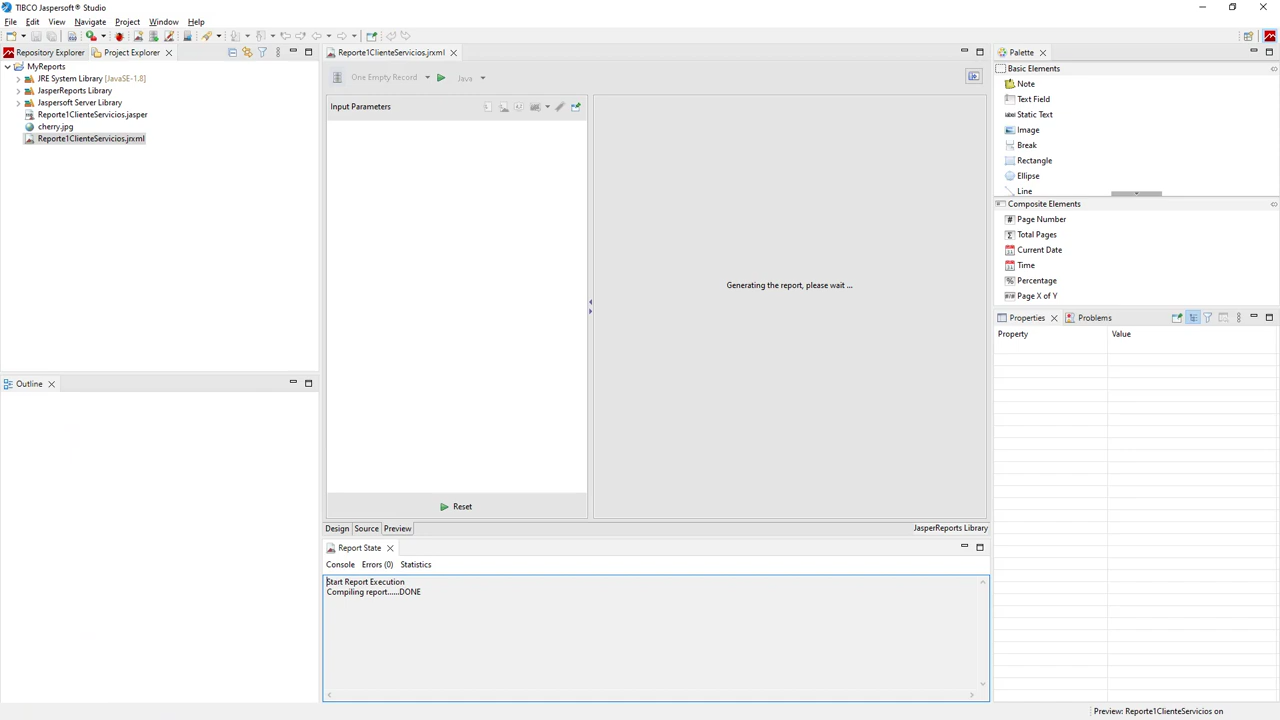 TIBCO Jaspersoft® Studio
File Edit View Navigate Project Window Help
Repository Explorer Project Explorer
MyReports
JRE System Library [JavaSE-1.8]
JasperReports Library
Jaspersoft Server Library
Reporte1ClienteServicios.jasper
cherry.jpg
Reporte1ClienteServicios.jrxml
Outline
Reporte1ClienteServicios.jrxml
One Empty Record Java
Input Parameters
Generating the report, please wait ...
Reset
Design Source Preview
JasperReports Library
Report State
Console Errors (0) Statistics
Start Report Execution
Compiling report......DONE
Palette
Basic Elements
Note
Text Field
Static Text
Image
Break
Rectangle
Ellipse
Line
Composite Elements
Page Number
Total Pages
Current Date
Time
Percentage
Page X of Y
Properties Problems
Property Value
Preview: Reporte1ClienteServicios on